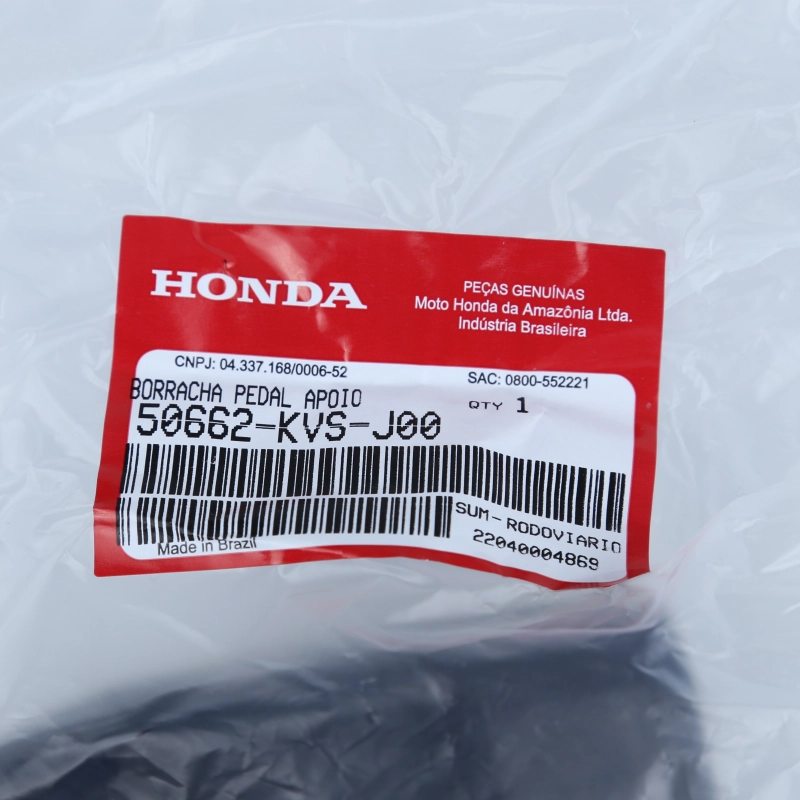 HONDA
PEÇAS GENUÍNAS
Moto Honda da Amazônia Ltda.
Indústria Brasileira
CNPJ: 04.337.168/0006-52
SAC: 0800-552221
BORRACHA PEDAL APOIO
QTY 1
50662-KVS-J00
SUM-RODOVIARIO
22040004869
Made in Brazil